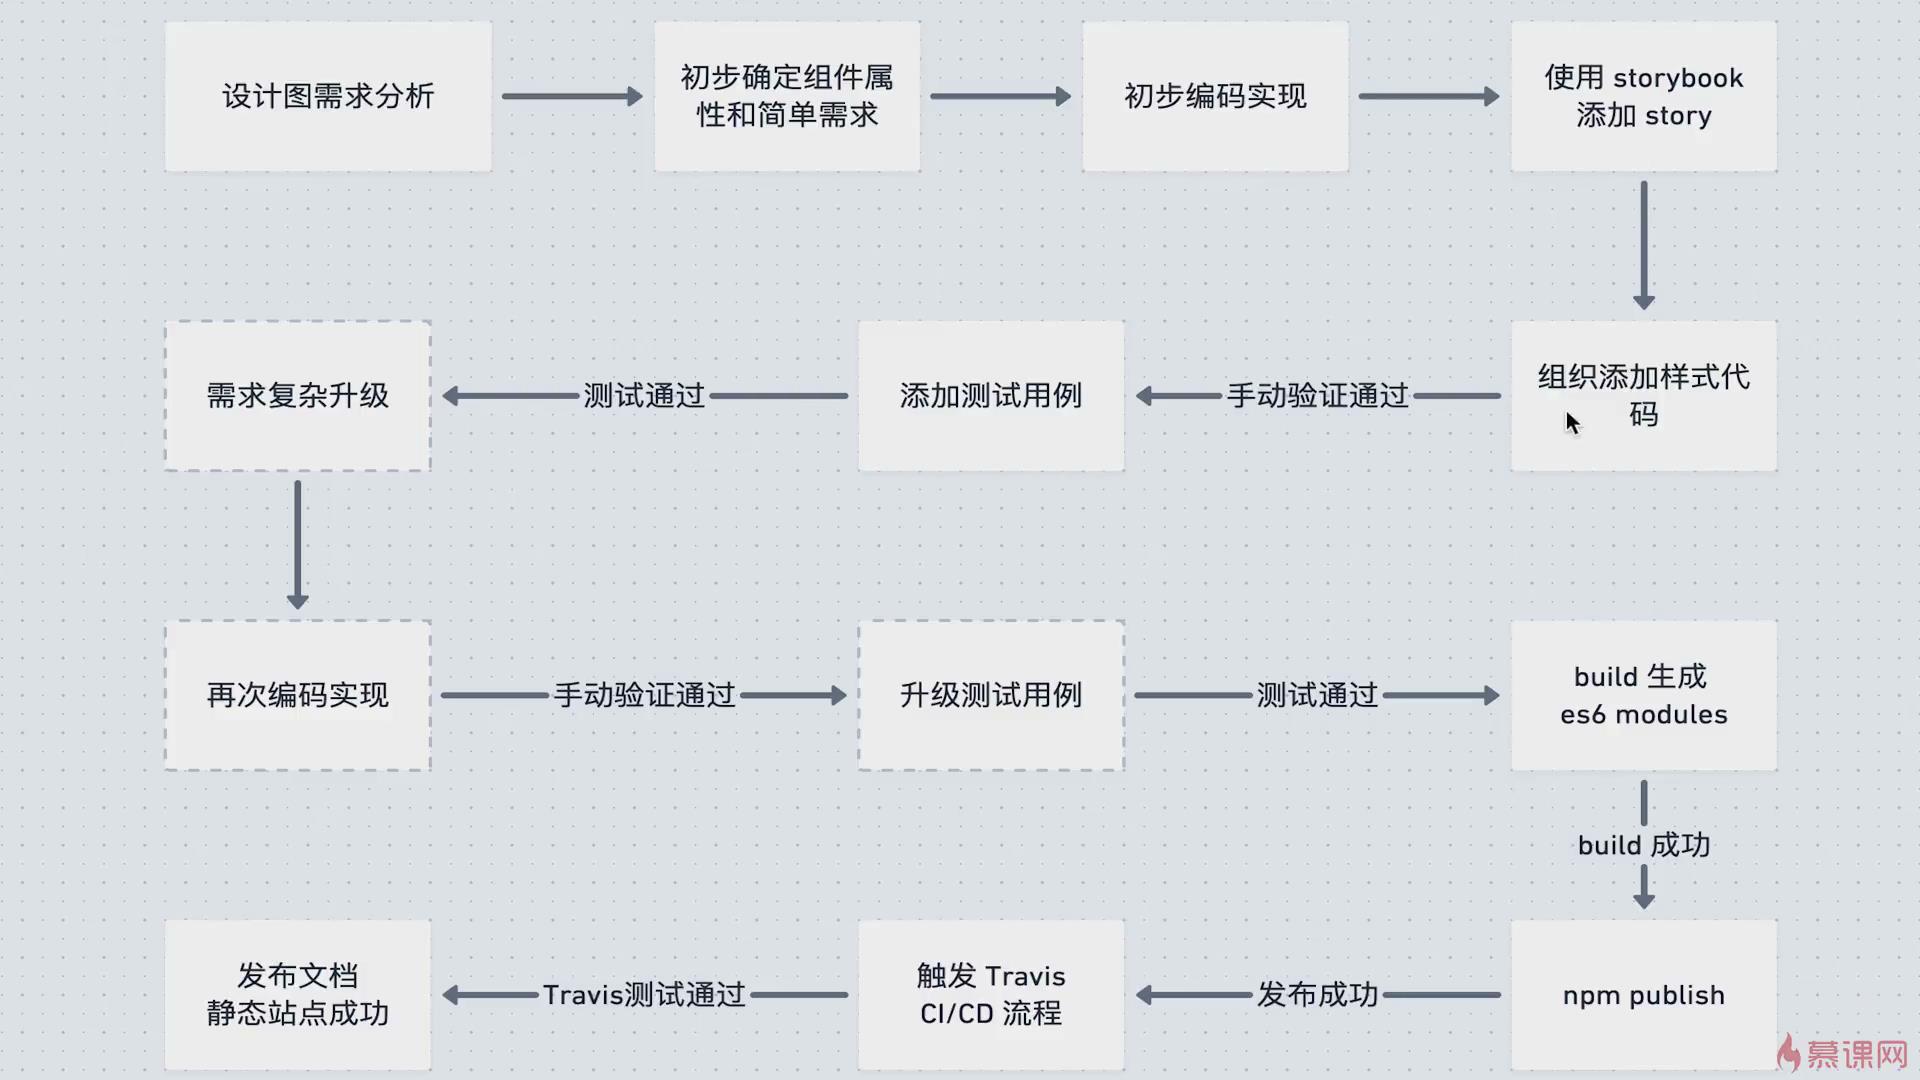 设计图需求分析
初步确定组件属
性和简单需求
初步编码实现
使用 storybook
添加 story
需求复杂升级
测试通过
添加测试用例
手动验证通过
组织添加样式代
码
再次编码实现
手动验证通过
升级测试用例
测试通过
build 生成
es6 modules
build 成功
发布文档
静态站点成功
Travis测试通过
触发 Travis
CI/CD 流程
发布成功
npm publish
慕课网